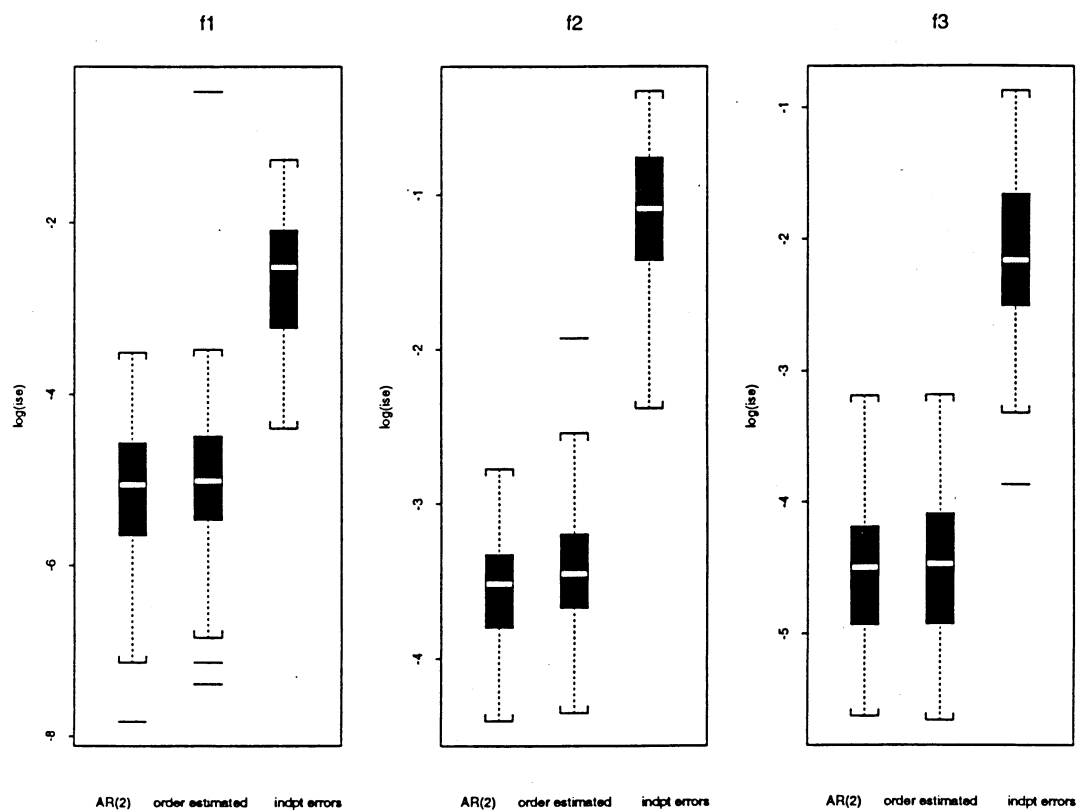 f1
f2
f3
log(ise)
-2
-4
-6
-8
log(ise)
-1
-2
-3
-4
log(ise)
-1
-2
-3
-4
-5
AR(2) order estimated indpt errors
AR(2) order estimated indpt errors
AR(2) order estimated indpt errors